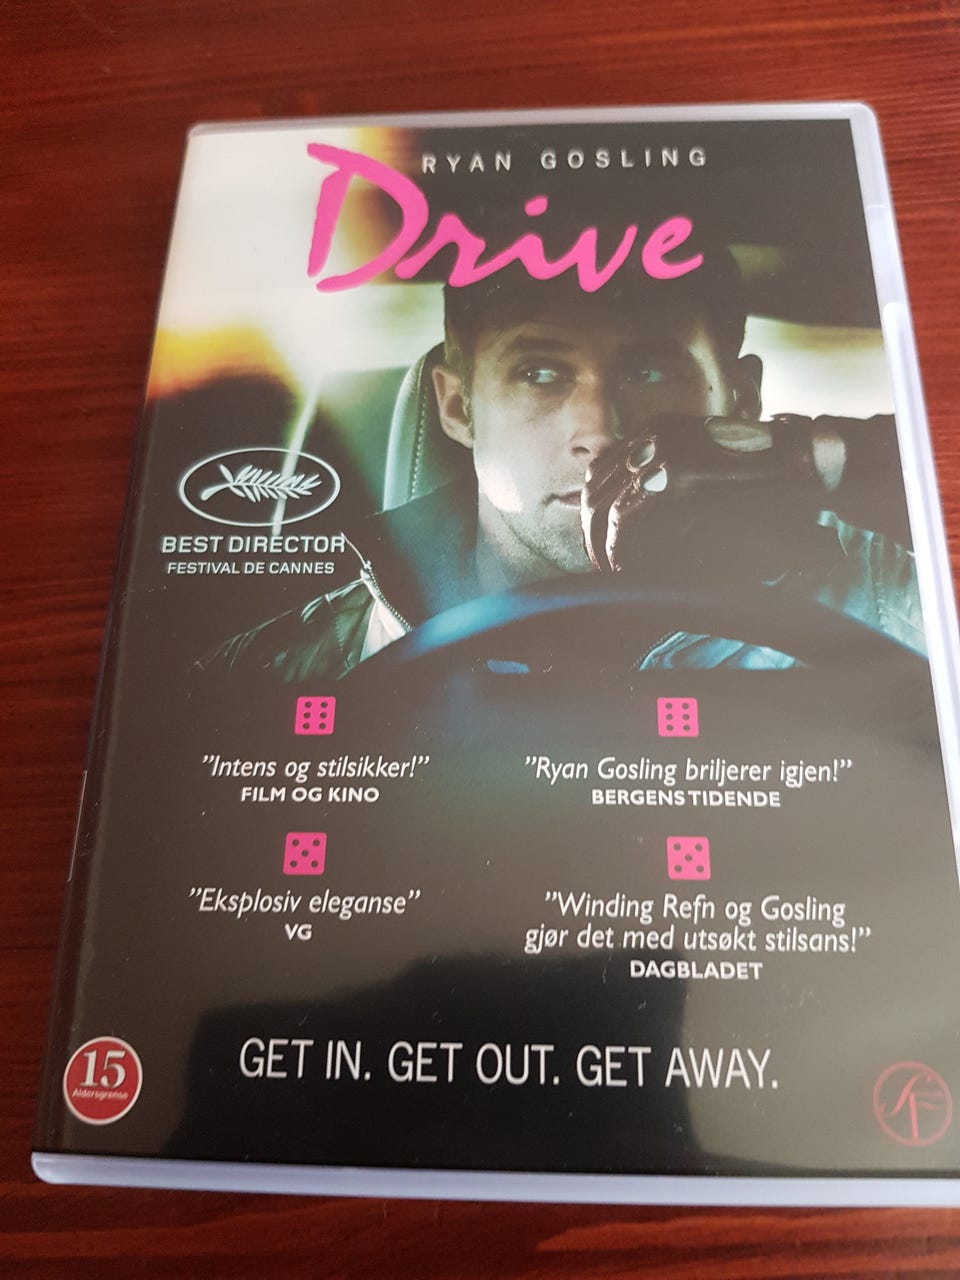 RYAN GOSLING
Drive
BEST DIRECTOR
FESTIVAL DE CANNES
”Intens og stilsikker!”
FILM OG KINO
”Ryan Gosling briljerer igjen!”
BERGENS TIDENDE
”Eksplosiv eleganse”
VG
”Winding Refn og Gosling
gjør det med utsøkt stilsans!”
DAGBLADET
GET IN. GET OUT. GET AWAY.
15
Aldersgrense
SF